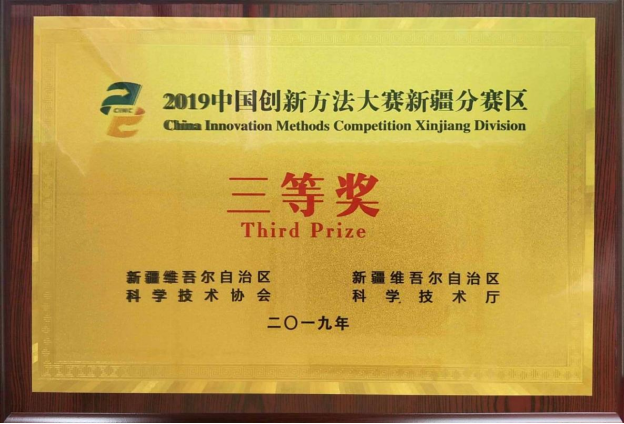 CIMC
2019中国创新方法大赛新疆分赛区
China Innovation Methods Competition Xinjiang Division
三等奖
Third Prize
新疆维吾尔自治区
科学技术协会
新疆维吾尔自治区
科学技术厅
二〇一九年